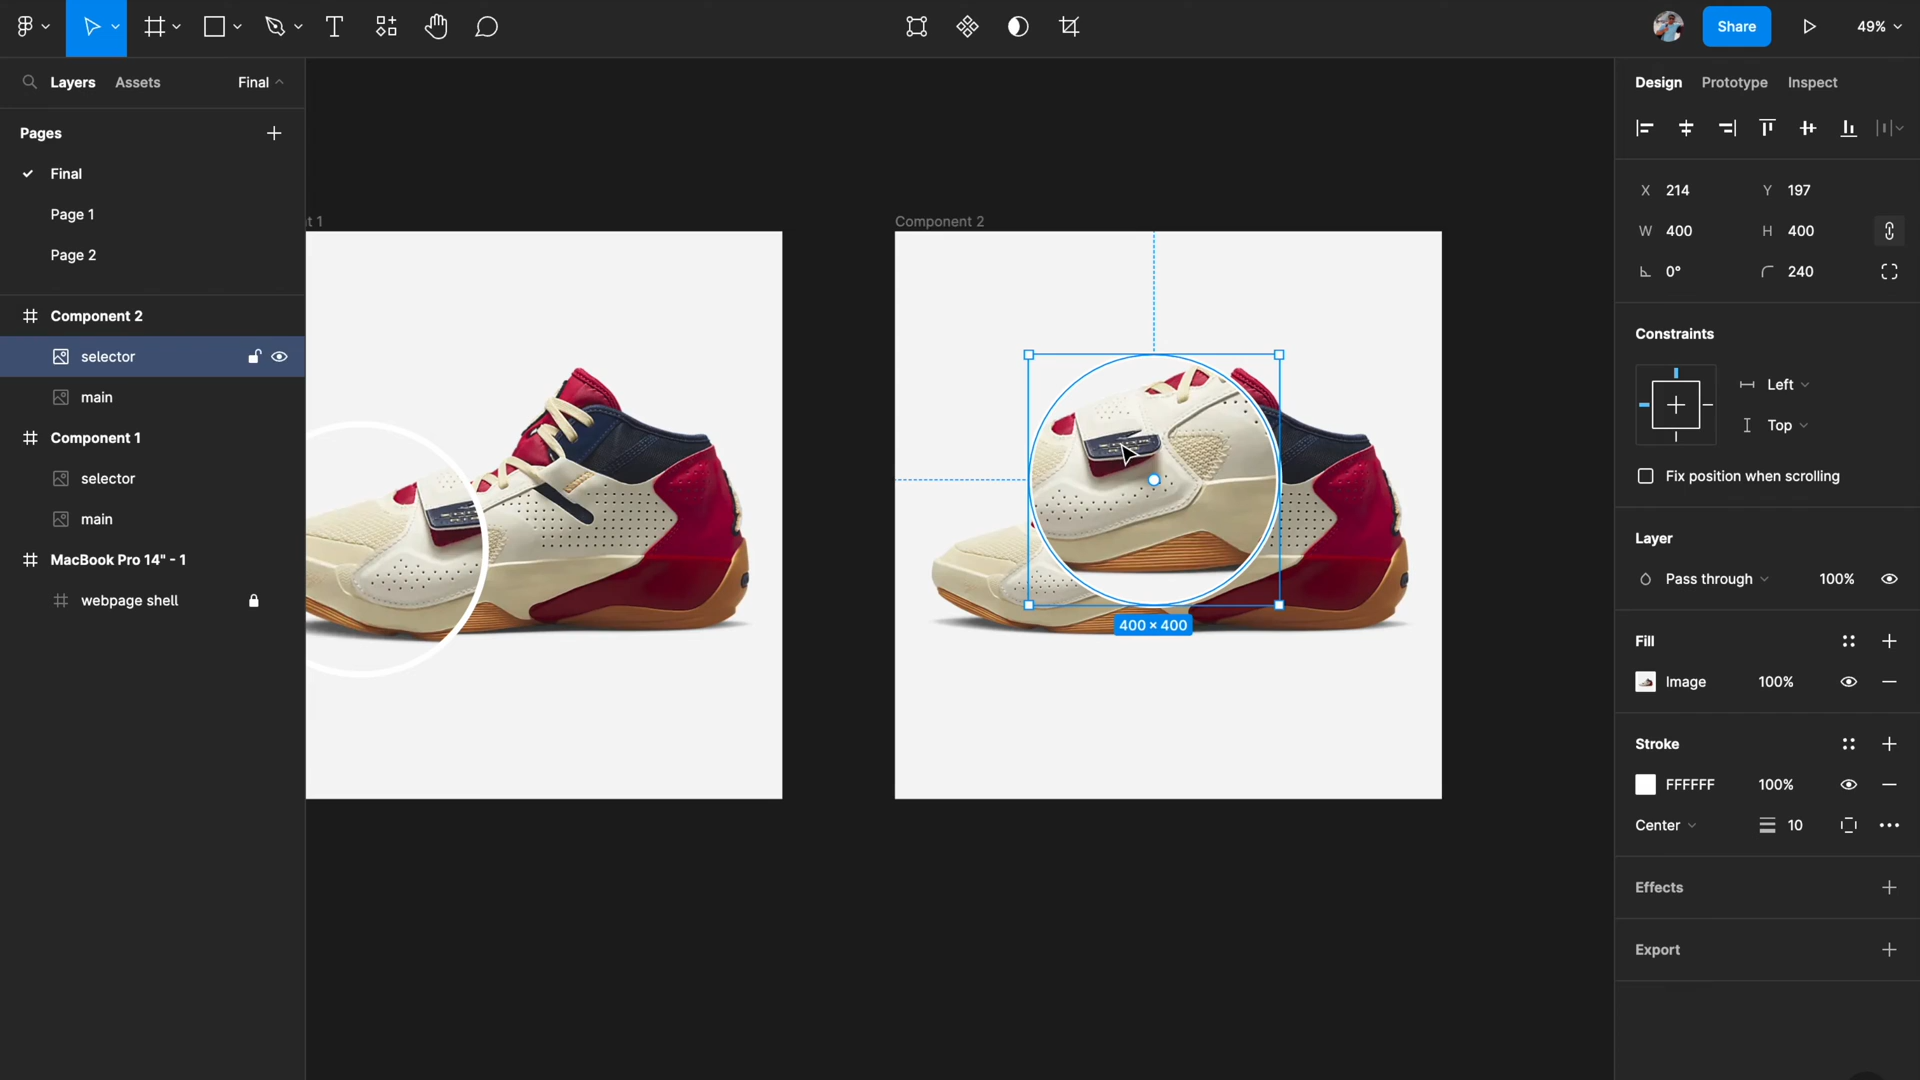 Share
49%
Layers
Assets
Final
Design
Prototype
Inspect
Pages
Final
Page 1
Page 2
Component 2
selector
main
Component 1
selector
main
MacBook Pro 14" - 1
webpage shell
t 1
Component 2
400 × 400
X 214
Y 197
W 400
H 400
0°
240
Constraints
Left
Top
Fix position when scrolling
Layer
Pass through
100%
Fill
Image
100%
Stroke
FFFFFF
100%
Center
10
Effects
Export